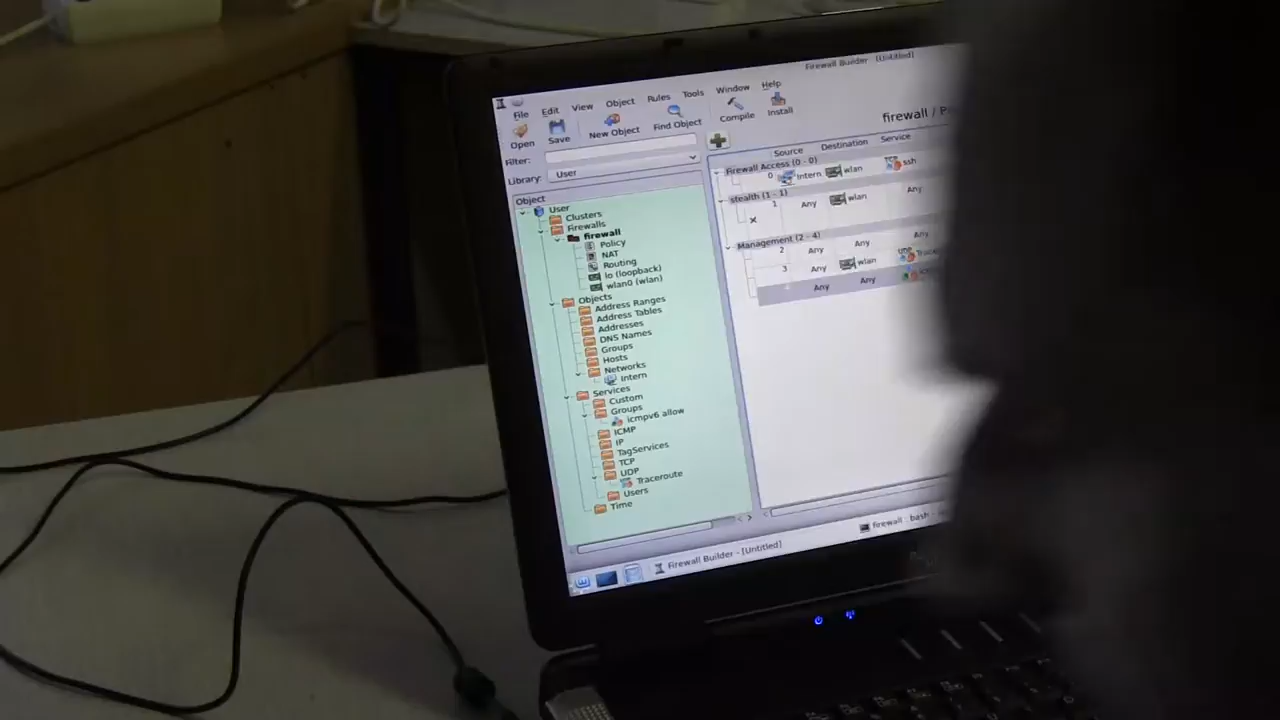 Firewall Builder [Untitled]
File Edit View Object Rules Tools Window Help
Open Save New Object Find Object Compile Install
Filter:
Library: User
firewall /
Object
User
Clusters
Firewalls
firewall
Policy
NAT
Routing
lo (loopback)
wlan0 (wlan)
Objects
Address Ranges
Address Tables
Addresses
DNS Names
Groups
Hosts
Networks
Intern
Services
Custom
Groups
icmpv6 allow
ICMP
IP
TagServices
TCP
UDP
Traceroute
Users
Time
Source Destination Service
Firewall Access (0 - 0)
0 Intern wlan TCP ssh
stealth (1 - 1)
1 Any wlan Any
Management (2 - 4)
2 Any Any Any
3 Any wlan UDP
Any Any
Firewall Builder - [Untitled]
firewall : bash